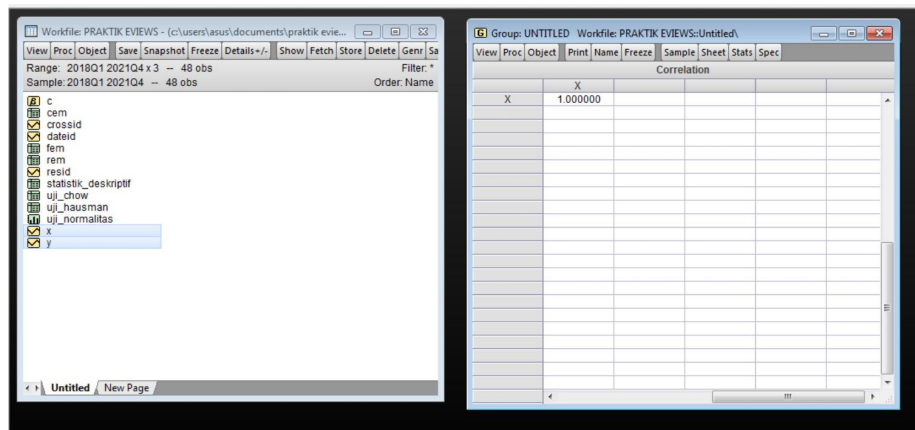 Workfile: PRAKTIK EVIEWS - (c:\users\asus\documents\praktik evie...
View Proc Object Save Snapshot Freeze Details+/- Show Fetch Store Delete Genr Sa
Range: 2018Q1 2021Q4 x 3 -- 48 obs Filter: *
Sample: 2018Q1 2021Q4 -- 48 obs Order: Name
c
cem
crossid
dateid
fem
rem
resid
statistik_deskriptif
uji_chow
uji_hausman
uji_normalitas
x
y
Untitled New Page
G Group: UNTITLED Workfile: PRAKTIK EVIEWS::Untitled\
View Proc Object Print Name Freeze Sample Sheet Stats Spec
Correlation
X
X 1.000000